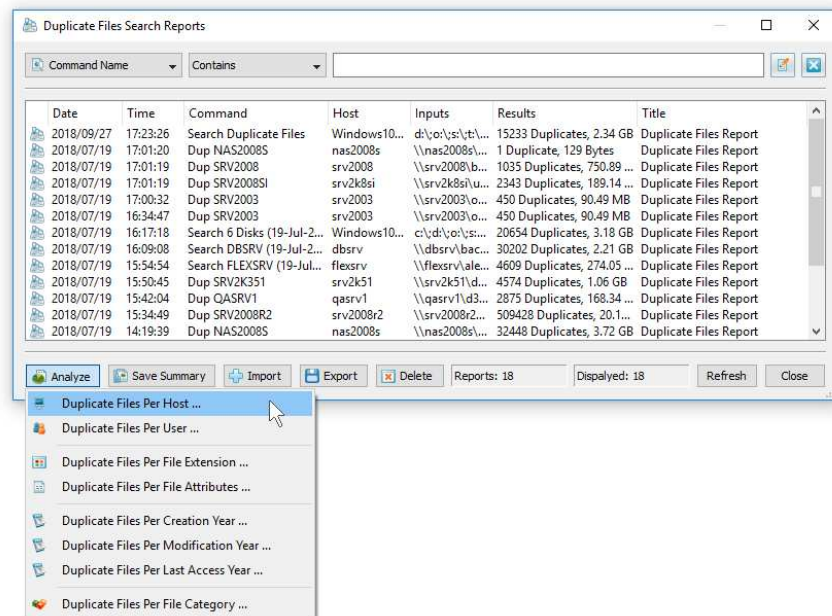 Duplicate Files Search Reports
Command Name Contains
Date Time Command Host Inputs Results Title
2018/09/27 17:23:26 Search Duplicate Files Windows10... d:\;o:\;s:\;t:\... 15233 Duplicates, 2.34 GB Duplicate Files Report
2018/07/19 17:01:20 Dup NAS2008S nas2008s \\nas2008s\... 1 Duplicate, 129 Bytes Duplicate Files Report
2018/07/19 17:01:19 Dup SRV2008 srv2008 \\srv2008\b... 1035 Duplicates, 750.89 ... Duplicate Files Report
2018/07/19 17:01:19 Dup SRV2008SI srv2k8si \\srv2k8si\u... 2343 Duplicates, 189.14 ... Duplicate Files Report
2018/07/19 17:00:32 Dup SRV2003 srv2003 \\srv2003\o... 450 Duplicates, 90.49 MB Duplicate Files Report
2018/07/19 16:34:47 Dup SRV2003 srv2003 \\srv2003\o... 450 Duplicates, 90.49 MB Duplicate Files Report
2018/07/19 16:17:18 Search 6 Disks (19-Jul-2... Windows10... c:\;d:\;o:\;s:... 20654 Duplicates, 3.18 GB Duplicate Files Report
2018/07/19 16:09:08 Search DBSRV (19-Jul-2... dbsrv \\dbsrv\bac... 30202 Duplicates, 2.21 GB Duplicate Files Report
2018/07/19 15:54:54 Search FLEXSRV (19-Jul... flexsrv \\flexsrv\ale... 4609 Duplicates, 274.05 ... Duplicate Files Report
2018/07/19 15:50:45 Dup SRV2K351 srv2k51 \\srv2k51\d... 4574 Duplicates, 1.06 GB Duplicate Files Report
2018/07/19 15:42:04 Dup QASRV1 qasrv1 \\qasrv1\d3... 2875 Duplicates, 168.34 ... Duplicate Files Report
2018/07/19 15:34:49 Dup SRV2008R2 srv2008r2 \\srv2008r2... 509428 Duplicates, 20.1... Duplicate Files Report
2018/07/19 14:19:39 Dup NAS2008S nas2008s \\nas2008s\... 32448 Duplicates, 3.72 GB Duplicate Files Report
Analyze Save Summary Import Export Delete Reports: 18 Dispalyed: 18 Refresh Close
Duplicate Files Per Host ...
Duplicate Files Per User ...
Duplicate Files Per File Extension ...
Duplicate Files Per File Attributes ...
Duplicate Files Per Creation Year ...
Duplicate Files Per Modification Year ...
Duplicate Files Per Last Access Year ...
Duplicate Files Per File Category ...